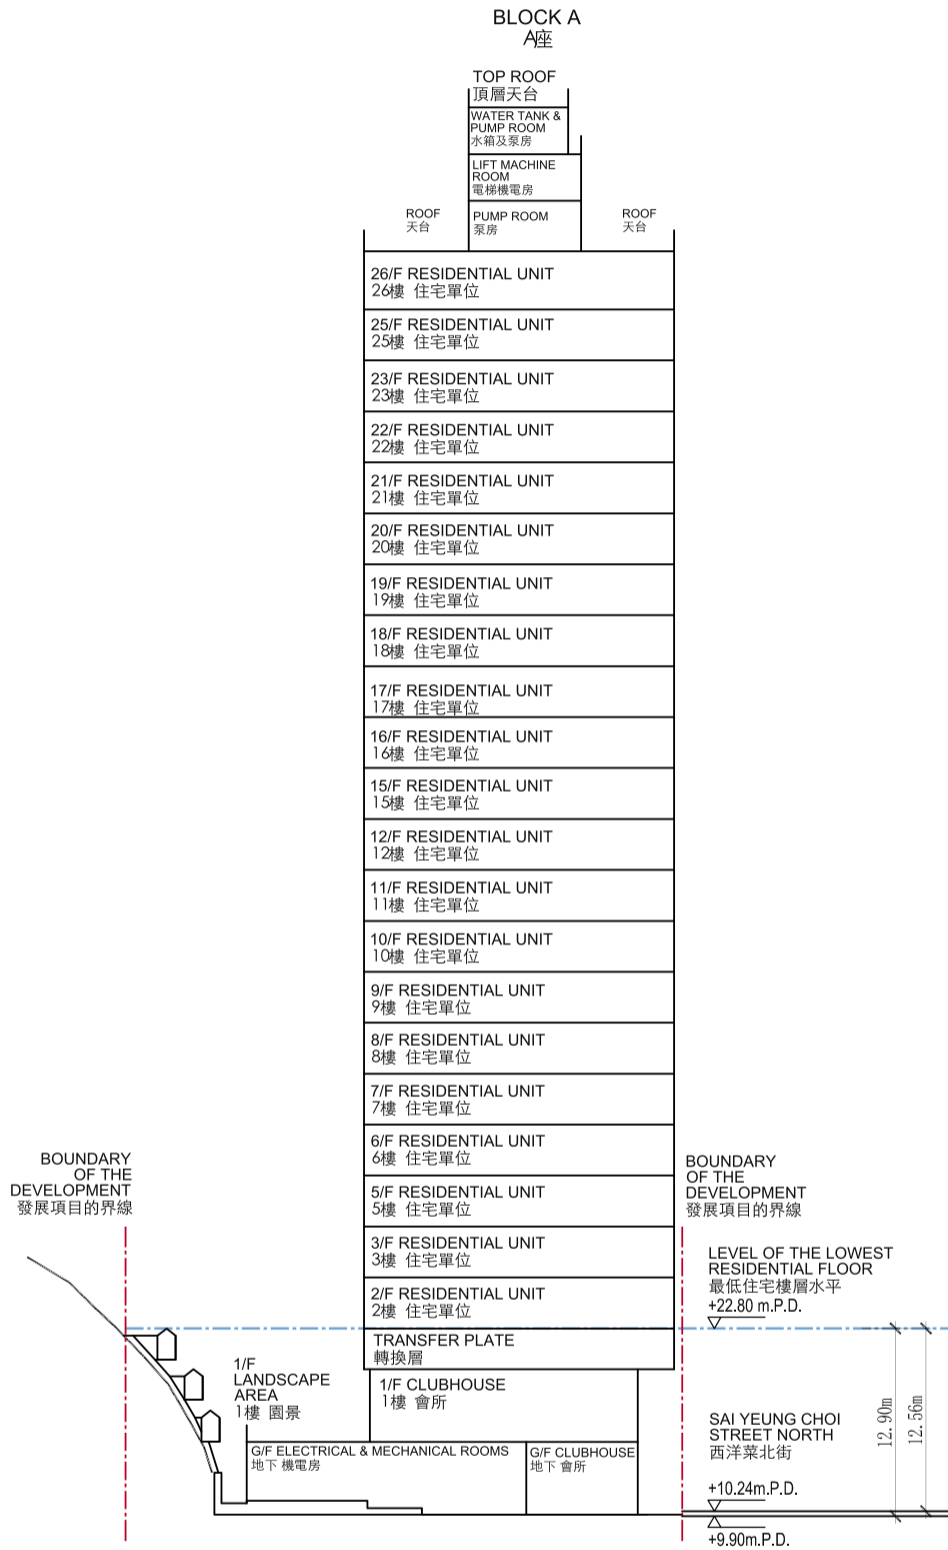 BLOCK A
A座
TOP ROOF
頂層天台
WATER TANK &
PUMP ROOM
水箱及泵房
LIFT MACHINE
ROOM
電梯機電房
ROOF
天台
PUMP ROOM
泵房
ROOF
天台
26/F RESIDENTIAL UNIT
26樓 住宅單位
25/F RESIDENTIAL UNIT
25樓 住宅單位
23/F RESIDENTIAL UNIT
23樓 住宅單位
22/F RESIDENTIAL UNIT
22樓 住宅單位
21/F RESIDENTIAL UNIT
21樓 住宅單位
20/F RESIDENTIAL UNIT
20樓 住宅單位
19/F RESIDENTIAL UNIT
19樓 住宅單位
18/F RESIDENTIAL UNIT
18樓 住宅單位
17/F RESIDENTIAL UNIT
17樓 住宅單位
16/F RESIDENTIAL UNIT
16樓 住宅單位
15/F RESIDENTIAL UNIT
15樓 住宅單位
12/F RESIDENTIAL UNIT
12樓 住宅單位
11/F RESIDENTIAL UNIT
11樓 住宅單位
10/F RESIDENTIAL UNIT
10樓 住宅單位
9/F RESIDENTIAL UNIT
9樓 住宅單位
8/F RESIDENTIAL UNIT
8樓 住宅單位
7/F RESIDENTIAL UNIT
7樓 住宅單位
6/F RESIDENTIAL UNIT
6樓 住宅單位
5/F RESIDENTIAL UNIT
5樓 住宅單位
3/F RESIDENTIAL UNIT
3樓 住宅單位
2/F RESIDENTIAL UNIT
2樓 住宅單位
TRANSFER PLATE
轉換層
BOUNDARY
OF THE
DEVELOPMENT
發展項目的界線
BOUNDARY
OF THE
DEVELOPMENT
發展項目的界線
LEVEL OF THE LOWEST
RESIDENTIAL FLOOR
最低住宅樓層水平
+22.80 m.P.D.
1/F
LANDSCAPE
AREA
1樓 園景
1/F CLUBHOUSE
1樓 會所
G/F ELECTRICAL & MECHANICAL ROOMS
地下 機電房
G/F CLUBHOUSE
地下 會所
SAI YEUNG CHOI
STREET NORTH
西洋菜北街
12.90m
12.56m
+10.24m.P.D.
+9.90m.P.D.